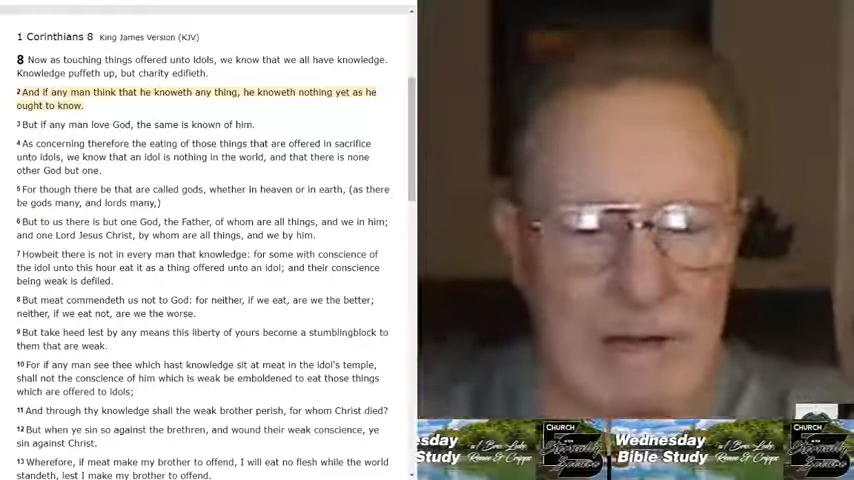 1 Corinthians 8 King James Version (KJV)
8 Now as touching things offered unto idols, we know that we all have knowledge.
Knowledge puffeth up, but charity edifieth.
2 And if any man think that he knoweth any thing, he knoweth nothing yet as he
ought to know.
3 But if any man love God, the same is known of him.
4 As concerning therefore the eating of those things that are offered in sacrifice
unto idols, we know that an idol is nothing in the world, and that there is none
other God but one.
5 For though there be that are called gods, whether in heaven or in earth, (as there
be gods many, and lords many,)
6 But to us there is but one God, the Father, of whom are all things, and we in him;
and one Lord Jesus Christ, by whom are all things, and we by him.
7 Howbeit there is not in every man that knowledge: for some with conscience of
the idol unto this hour eat it as a thing offered unto an idol; and their conscience
being weak is defiled.
8 But meat commendeth us not to God: for neither, if we eat, are we the better;
neither, if we eat not, are we the worse.
9 But take heed lest by any means this liberty of yours become a stumblingblock to
them that are weak.
10 For if any man see thee which hast knowledge sit at meat in the idol's temple,
shall not the conscience of him which is weak be emboldened to eat those things
which are offered to idols;
11 And through thy knowledge shall the weak brother perish, for whom Christ died?
12 But when ye sin so against the brethren, and wound their weak conscience, ye
sin against Christ.
13 Wherefore, if meat make my brother to offend, I will eat no flesh while the world
standeth, lest I make my brother to offend.
esday
Study
w/ Bro. Luke
CHURCH
Eternally
Secure
Wednesday
Bible Study
w/ Bro. Luke
CHURCH
Eternally
Secure